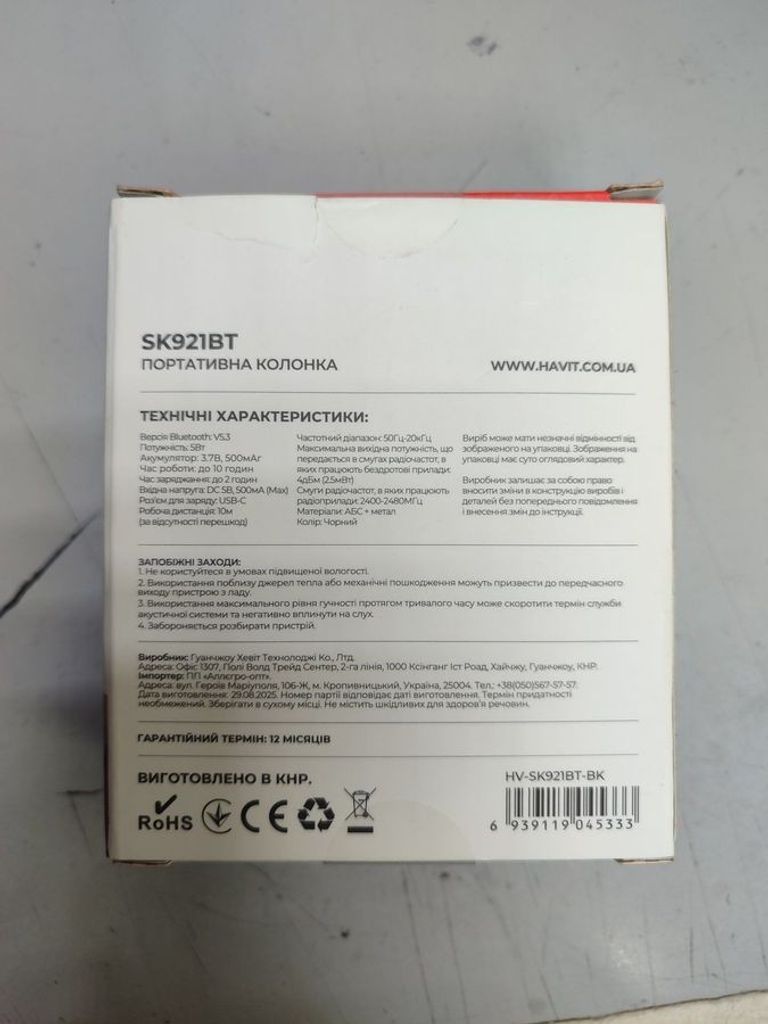 SK921BT
ПОРТАТИВНА КОЛОНКА
WWW.HAVIT.COM.UA
ТЕХНІЧНІ ХАРАКТЕРИСТИКИ:
Версія Bluetooth: V5.3
Потужність: 5Вт
Акумулятор: 3.7В, 500мАг
Час роботи: до 10 годин
Час заряджання: до 2 годин
Вхідна напруга: DC 5В, 500мА (Max)
Роз'єм для заряду: USB-C
Робоча дистанція: 10м
(за відсутності перешкод)
Частотний діапазон: 50Гц-20кГц
Максимальна вихідна потужність, що
передається в смугах радіочастот, в
яких працюють бездротові прилади:
4дБм (2.5мВт)
Смуги радіочастот, в яких працюють
радіоприлади: 2400-2480МГц
Матеріали: АБС + метал
Колір: Чорний
Виріб може мати незначні відмінності від
зображеного на упаковці. Зображення на
упаковці має суто оглядовий характер.
Виробник залишає за собою право
вносити зміни в конструкцію виробів і
деталей без попереднього повідомлення
і внесення змін до інструкції.
ЗАПОБІЖНІ ЗАХОДИ:
1. Не користуйтеся в умовах підвищеної вологості.
2. Використання поблизу джерел тепла або механічні пошкодження можуть призвести до передчасного
виходу пристрою з ладу.
3. Використання максимального рівня гучності протягом тривалого часу може скоротити термін служби
акустичної системи та негативно вплинути на слух.
4. Забороняється розбирати пристрій.
Виробник: Гуанчжоу Хевіт Технолоджі Ко., Лтд.
Адреса: Офіс 1307, Полі Волд Трейд Сентер, 2-га лінія, 1000 Ксінганг Іст Роад, Хайчжу, Гуанчжоу, КНР.
Імпортер: ПП «Аллєгро-опт».
Адреса: вул. Героїв Маріуполя, 106-Ж, м. Кропивницький, Україна, 25004. Тел.: +38(050)567-57-57.
Дата виготовлення: 29.08.2025. Номер партії відповідає даті виготовлення. Термін придатності
необмежений. Зберігати в сухому місці. Не містить шкідливих для здоров'я речовин.
ГАРАНТІЙНИЙ ТЕРМІН: 12 МІСЯЦІВ
ВИГОТОВЛЕНО В КНР.
HV-SK921BT-BK
RoHS
CE
6 939119 045333